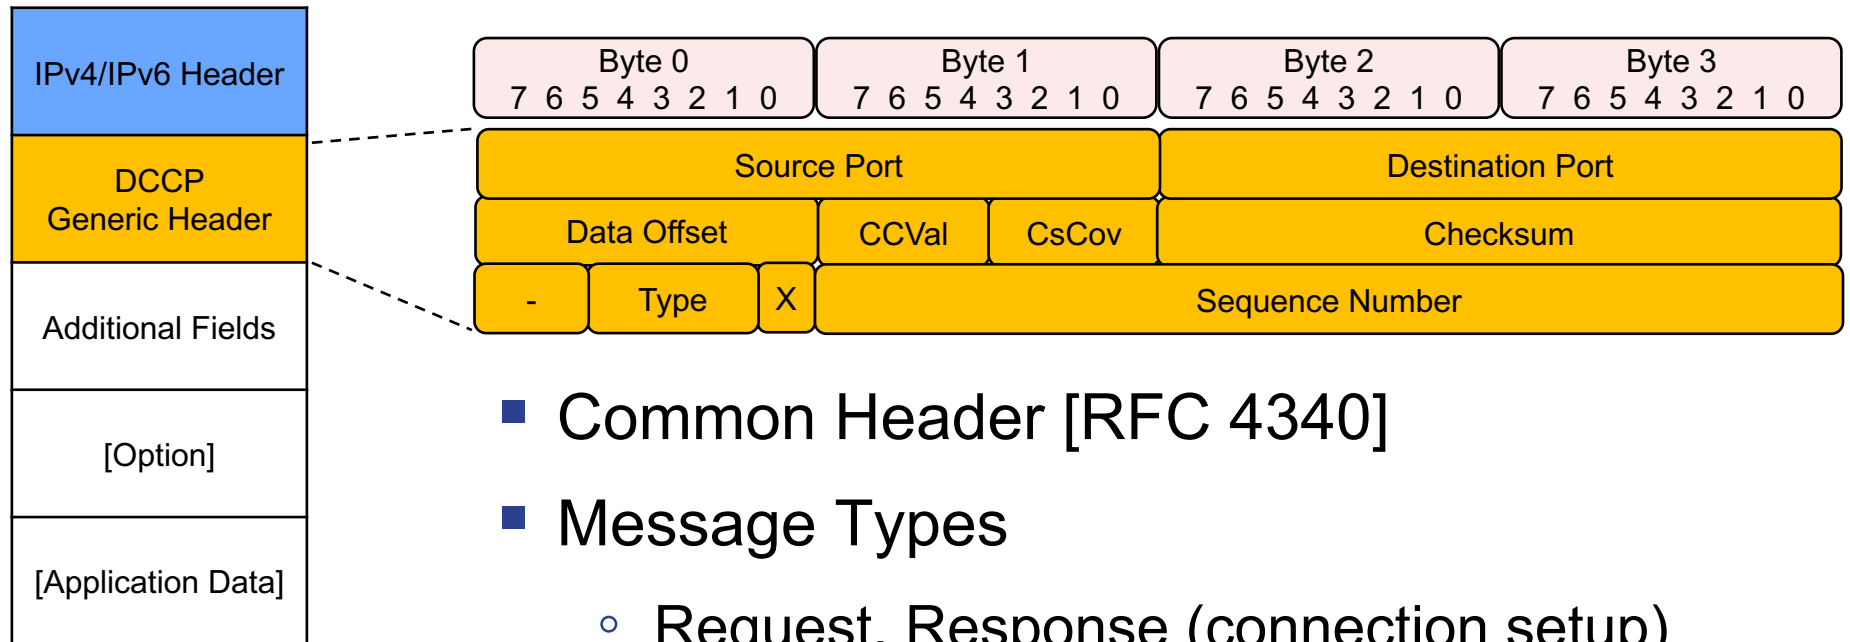 IPv4/IPv6 Header
DCCP
Generic Header
Additional Fields
[Option]
[Application Data]
Byte 0
7 6 5 4 3 2 1 0
Byte 1
7 6 5 4 3 2 1 0
Byte 2
7 6 5 4 3 2 1 0
Byte 3
7 6 5 4 3 2 1 0
Source Port
Destination Port
Data Offset
CCVal
CsCov
Checksum
-
Type
X
Sequence Number
Common Header [RFC 4340]
Message Types
Request, Response (connection setup)